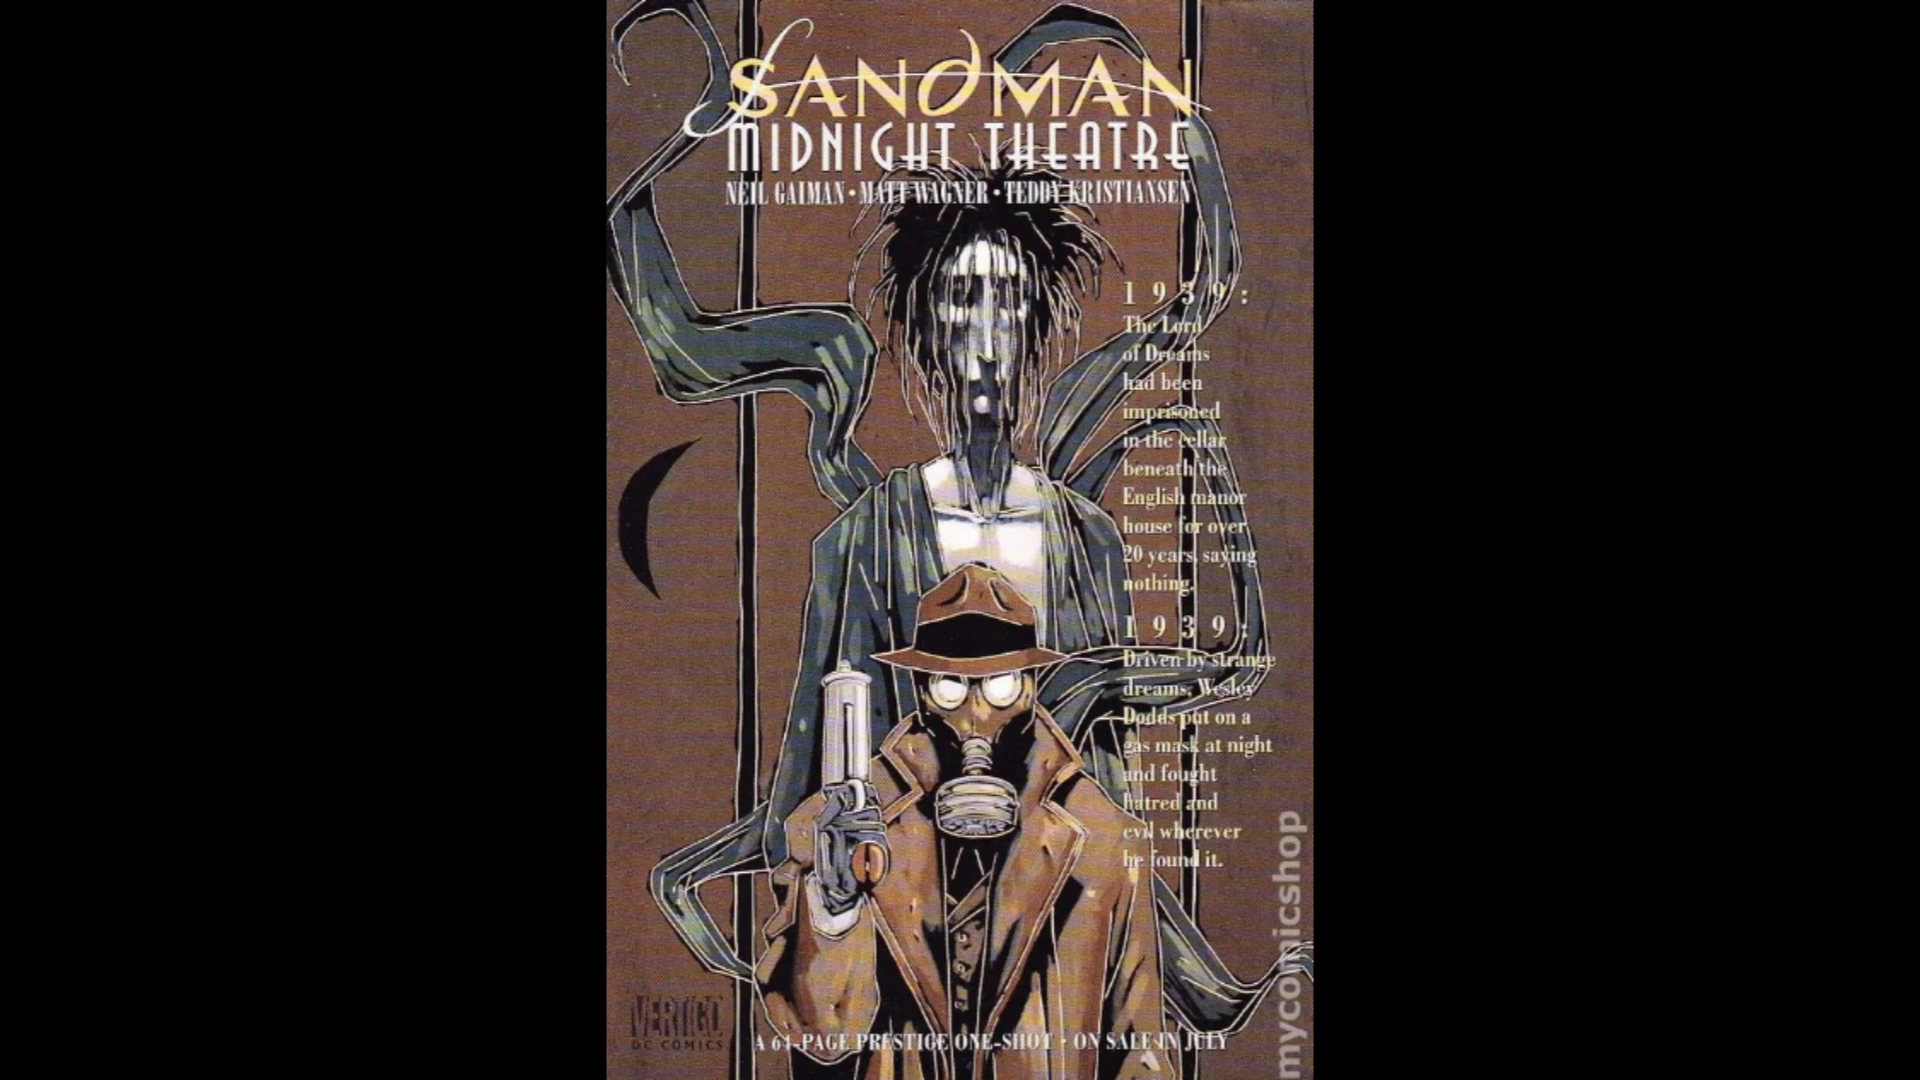 SANDMAN
MIDNIGHT THEATRE
NEIL GAIMAN • MATT WAGNER • TEDDY KRISTIANSEN
1939:
The Lord
of Dreams
had been
imprisoned
in the cellar
beneath the
English manor
house for over
20 years, saying
nothing.
1939:
Driven by strange
dreams, Wesley
Dodds put on a
gas mask at night
and fought
hatred and
evil wherever
he found it.
VERTIGO
DC COMICS
A 64-PAGE PRESTIGE ONE-SHOT • ON SALE IN JULY
mycomicshop